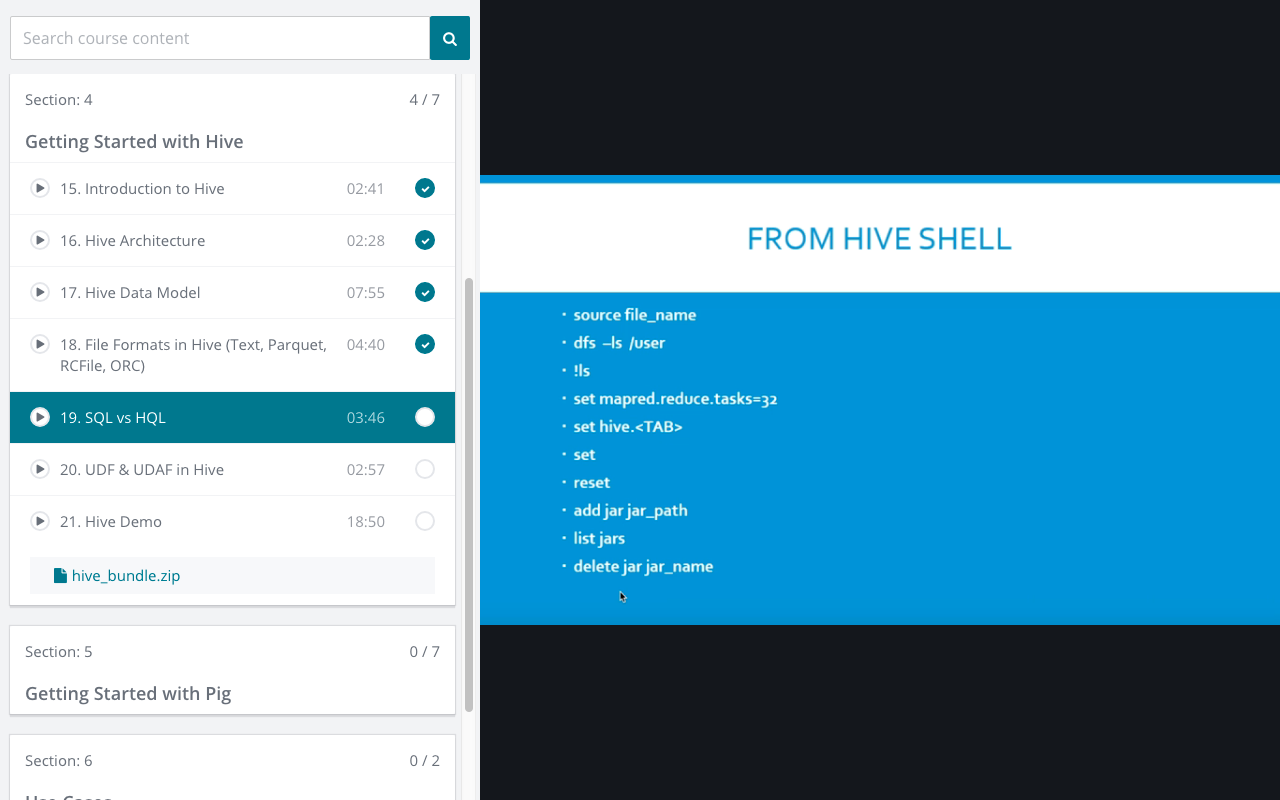 Search course content
Section: 4
4 / 7
Getting Started with Hive
15. Introduction to Hive
02:41
16. Hive Architecture
02:28
17. Hive Data Model
07:55
18. File Formats in Hive (Text, Parquet,
RCFile, ORC)
04:40
19. SQL vs HQL
03:46
20. UDF & UDAF in Hive
02:57
21. Hive Demo
18:50
hive_bundle.zip
Section: 5
0 / 7
Getting Started with Pig
Section: 6
0 / 2
Use Cases
FROM HIVE SHELL
• source file_name
• dfs –ls /user
• !ls
• set mapred.reduce.tasks=32
• set hive.<TAB>
• set
• reset
• add jar jar_path
• list jars
• delete jar jar_name